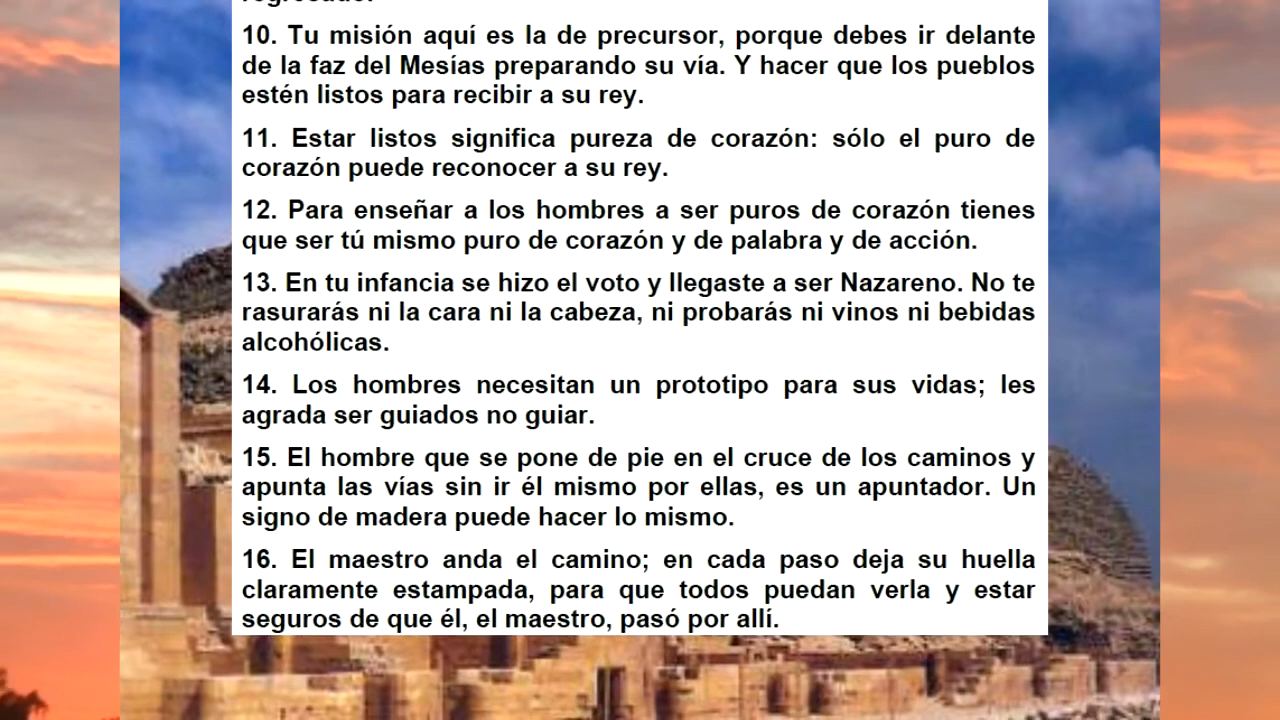 10. Tu misión aquí es la de precursor, porque debes ir delante
de la faz del Mesías preparando su vía. Y hacer que los pueblos
estén listos para recibir a su rey.
11. Estar listos significa pureza de corazón: sólo el puro de
corazón puede reconocer a su rey.
12. Para enseñar a los hombres a ser puros de corazón tienes
que ser tú mismo puro de corazón y de palabra y de acción.
13. En tu infancia se hizo el voto y llegaste a ser Nazareno. No te
rasurarás ni la cara ni la cabeza, ni probarás ni vinos ni bebidas
alcohólicas.
14. Los hombres necesitan un prototipo para sus vidas; les
agrada ser guiados no guiar.
15. El hombre que se pone de pie en el cruce de los caminos y
apunta las vías sin ir él mismo por ellas, es un apuntador. Un
signo de madera puede hacer lo mismo.
16. El maestro anda el camino; en cada paso deja su huella
claramente estampada, para que todos puedan verla y estar
seguros de que él, el maestro, pasó por allí.